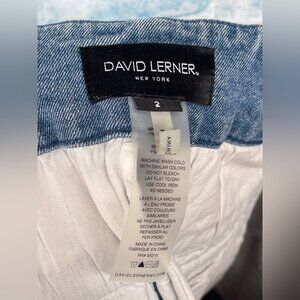 DAVID LERNER®
NEW YORK
2
MACHINE WASH COLD
WITH SIMILAR COLORS
DO NOT BLEACH
LAY FLAT TO DRY
USE COOL IRON
AS NEEDED
LAVER À LA MACHINE
À L'EAU FROIDE
AVEC COULEURS
SIMILAIRES
NE PAS JAVELLISER
SÉCHER À PLAT
REPASSER AU
FER FROID
MADE IN CHINA
FABRIQUÉ EN CHINE
DAVIDLERNERNY.COM